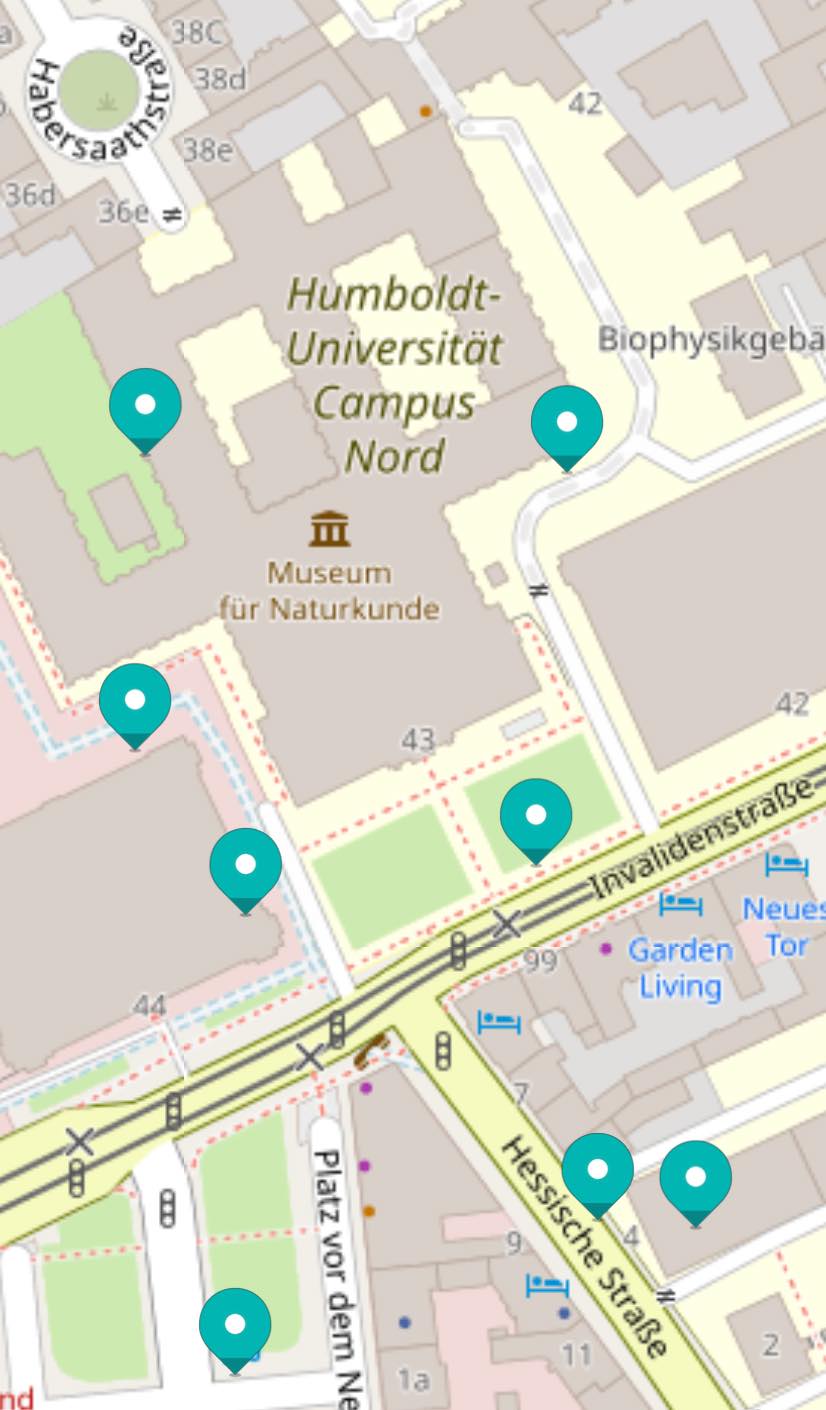 38C
Habersaathstraße
38d
42
38e
36d
36e
Humboldt-
Universität
Campus
Nord
Biophysikgebä
Museum
für Naturkunde
43
42
Invalidenstraße
Neues
Tor
Garden
Living
99
44
7
Hessische Straße
Platz vor dem Ne
4
9
2
11
1a
nd